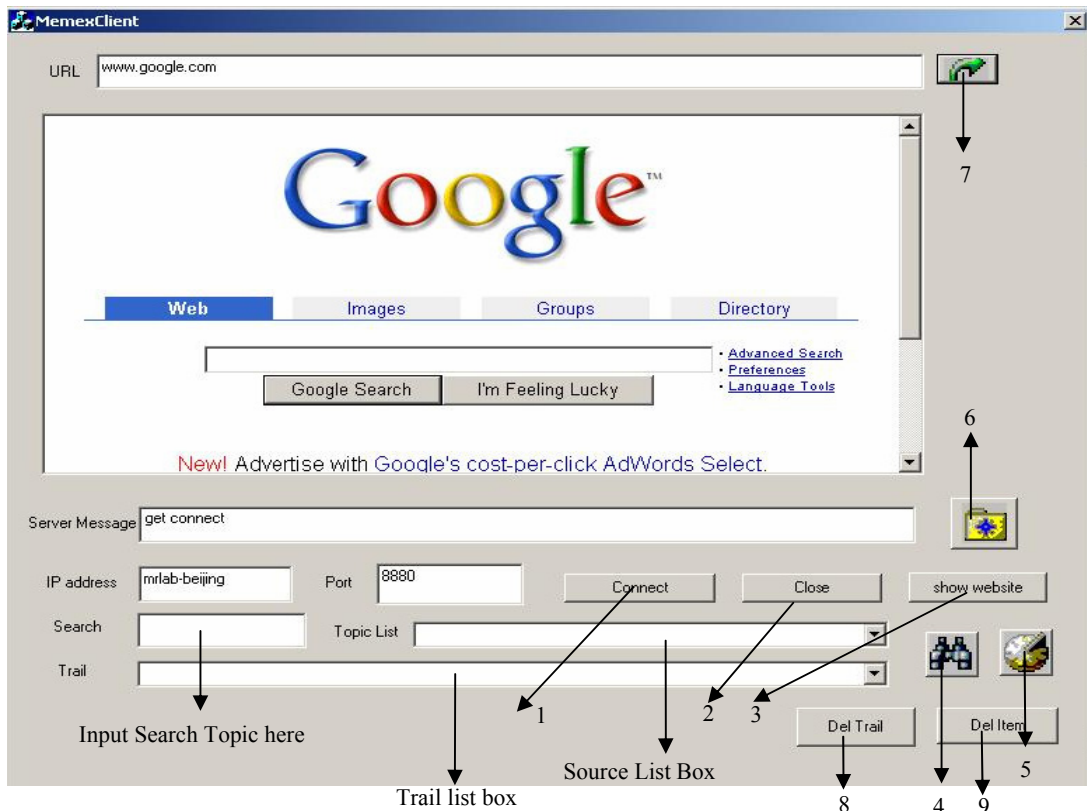 MemexClient
URL www.google.com
7
Google™
Web Images Groups Directory
• Advanced Search
• Preferences
• Language Tools
Google Search I'm Feeling Lucky
New! Advertise with Google's cost-per-click AdWords Select.
6
Server Message get connect
IP address mrlab-beijing Port 8880 Connect Close show website
Search Topic List
Trail
1 2 3
Input Search Topic here
Del Trail Del Item
Source List Box 5
Trail list box 8 4 9